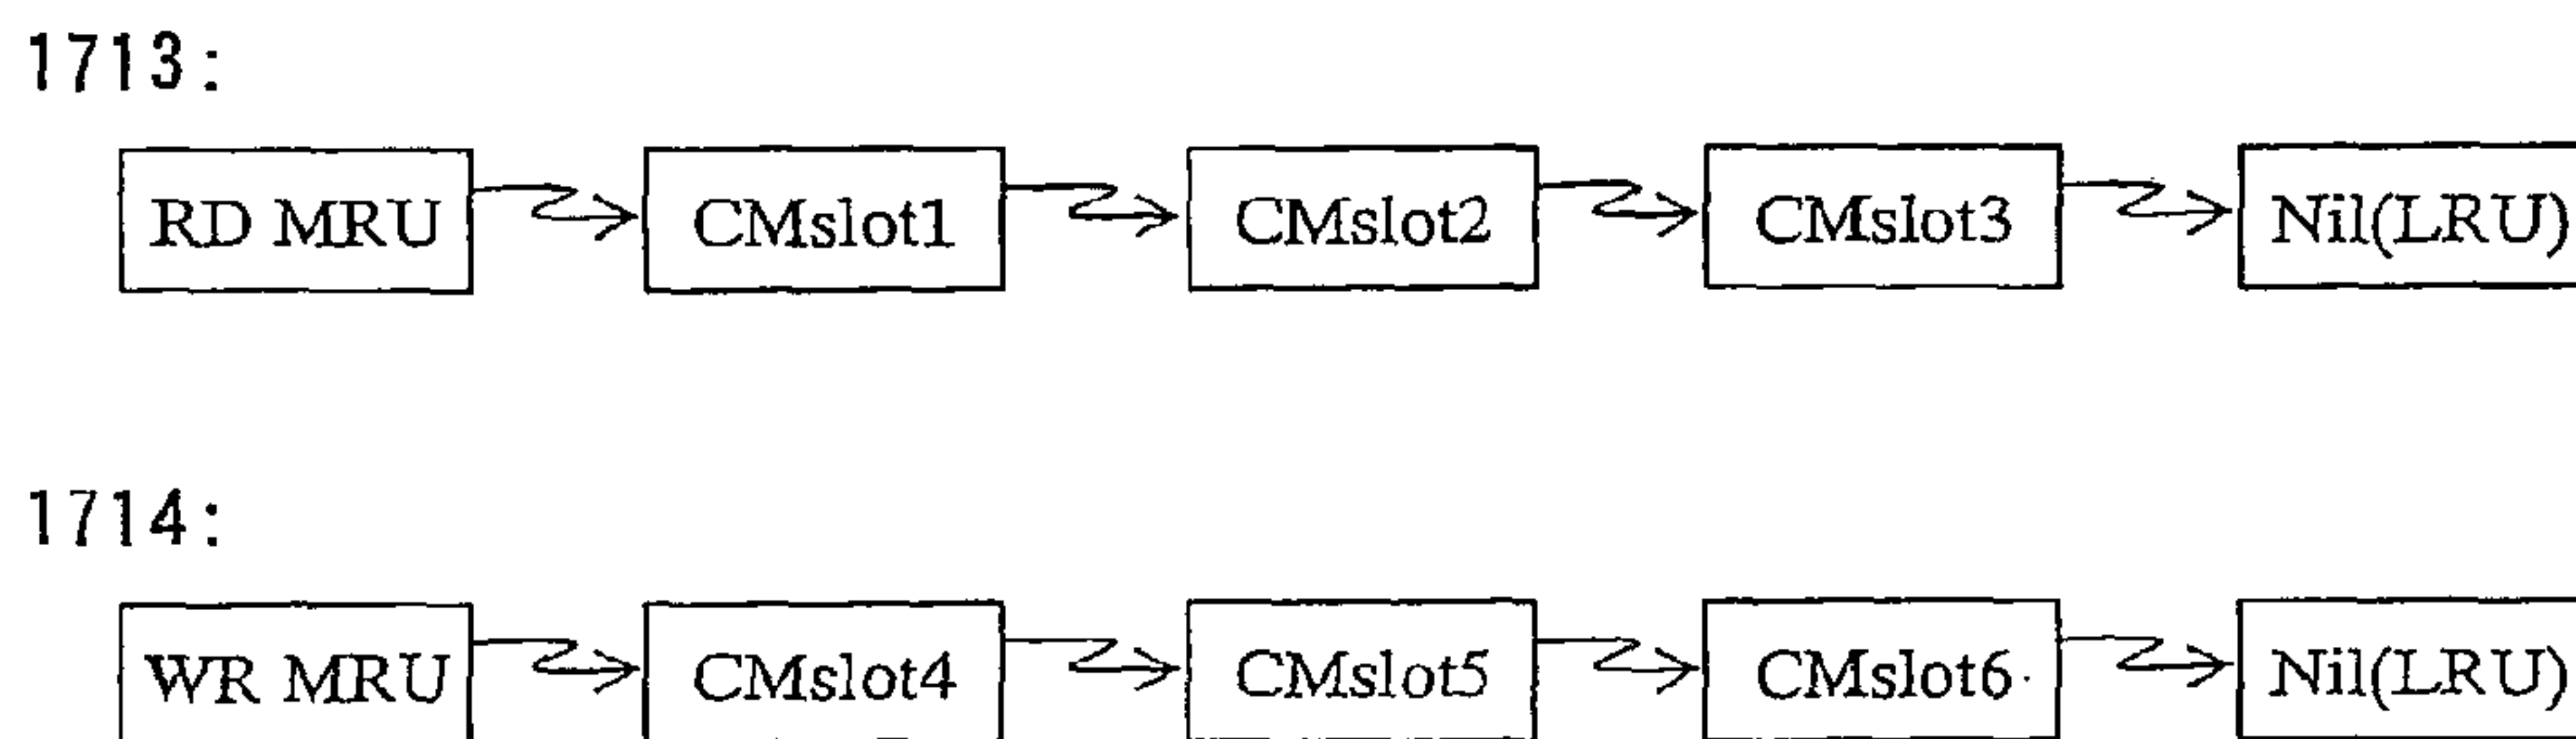 1713:
RD MRU CMslot1 CMslot2 CMslot3 Nil(LRU)
1714:
WR MRU CMslot4 CMslot5 CMslot6 Nil(LRU)